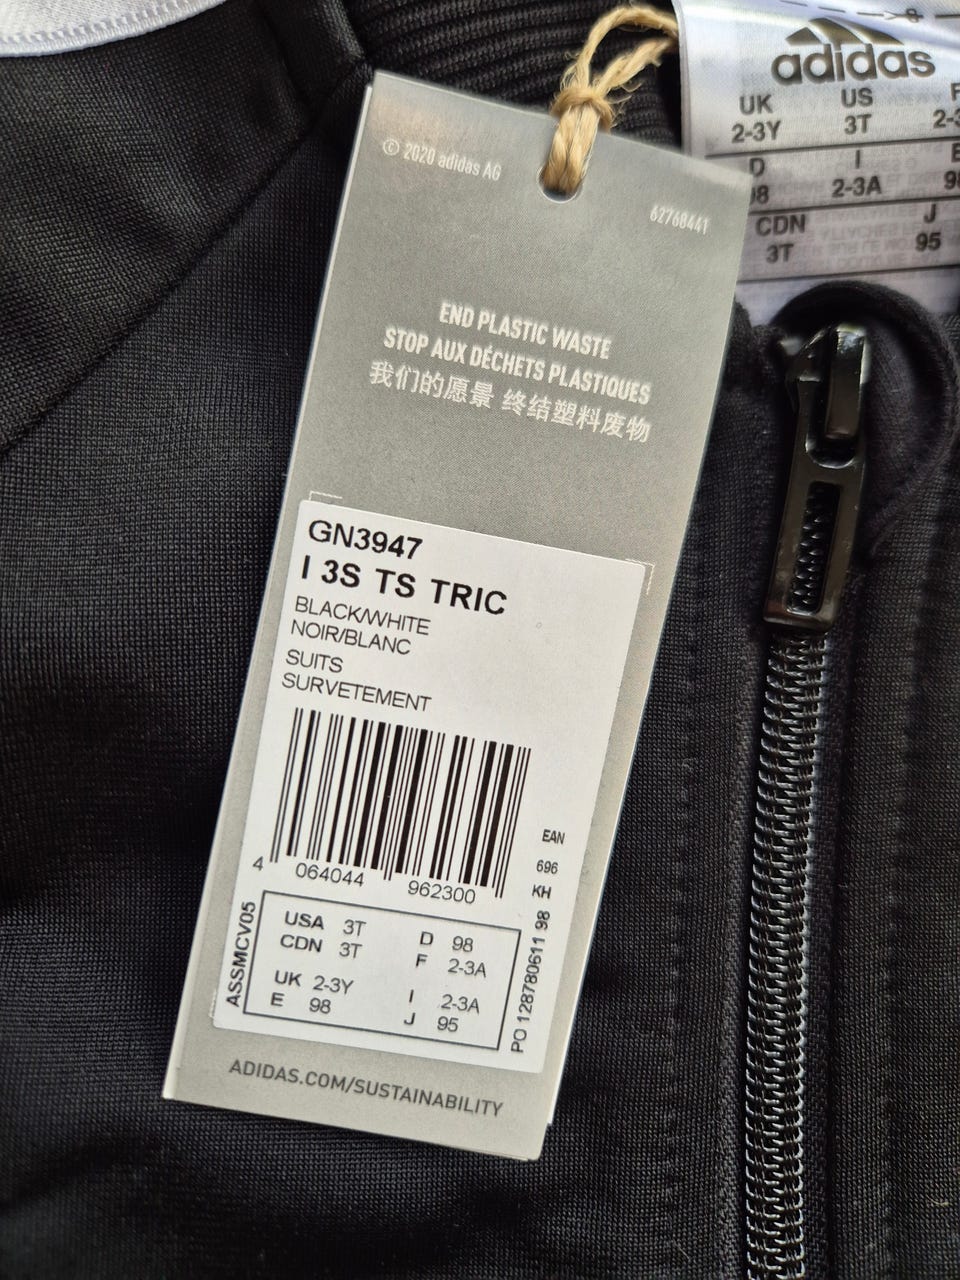 © 2020 adidas AG
62768441
END PLASTIC WASTE
STOP AUX DÉCHETS PLASTIQUES
我们的愿景 终结塑料废物
GN3947
I 3S TS TRIC
BLACK/WHITE
NOIR/BLANC
SUITS
SURVETEMENT
4 064044 962300
EAN
696
KH
ASSMCV05
PO 128780611 98
USA 3T D 98
CDN 3T F 2-3A
UK 2-3Y I 2-3A
E 98 J 95
ADIDAS.COM/SUSTAINABILITY
adidas
UK US F
2-3Y 3T
D I E
98 2-3A
CDN J
3T 95